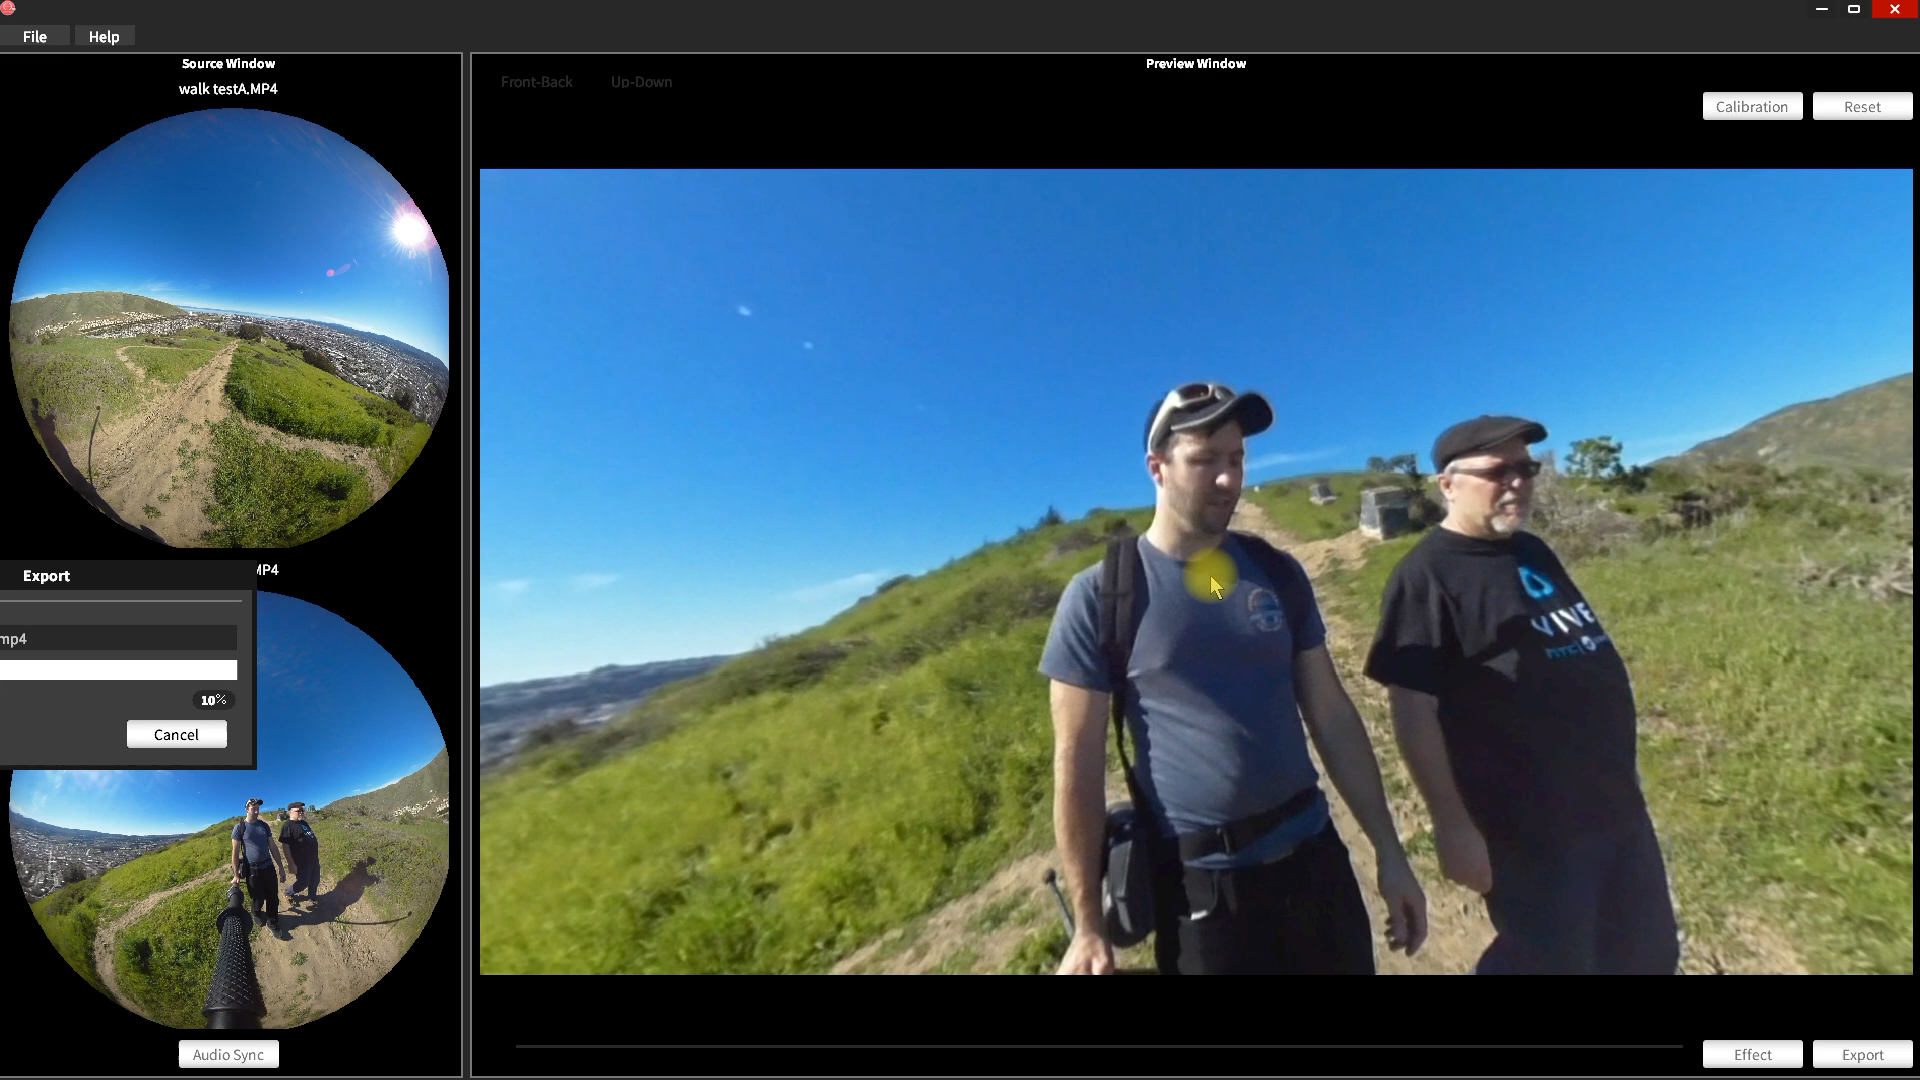 File
Help
Source Window
walk testA.MP4
Preview Window
Front-Back
Up-Down
Calibration
Reset
MP4
Export
mp4
10%
Cancel
VIVE
Audio Sync
Effect
Export